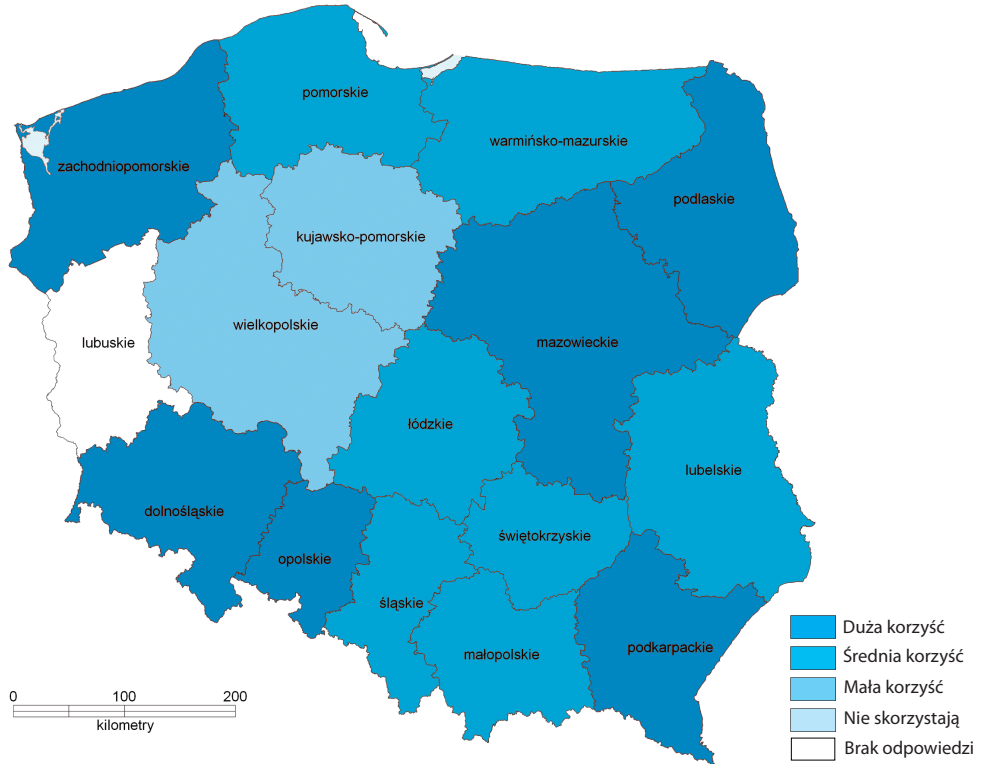 pomorskie
warmińsko-mazurskie
zachodniopomorskie
podlaskie
kujawsko-pomorskie
wielkopolskie
lubuskie
mazowieckie
łódzkie
lubelskie
dolnośląskie
świętokrzyskie
opolskie
śląskie
małopolskie
podkarpackie
Duża korzyść
Średnia korzyść
Mała korzyść
Nie skorzystają
Brak odpowiedzi
0 100 200
kilometry